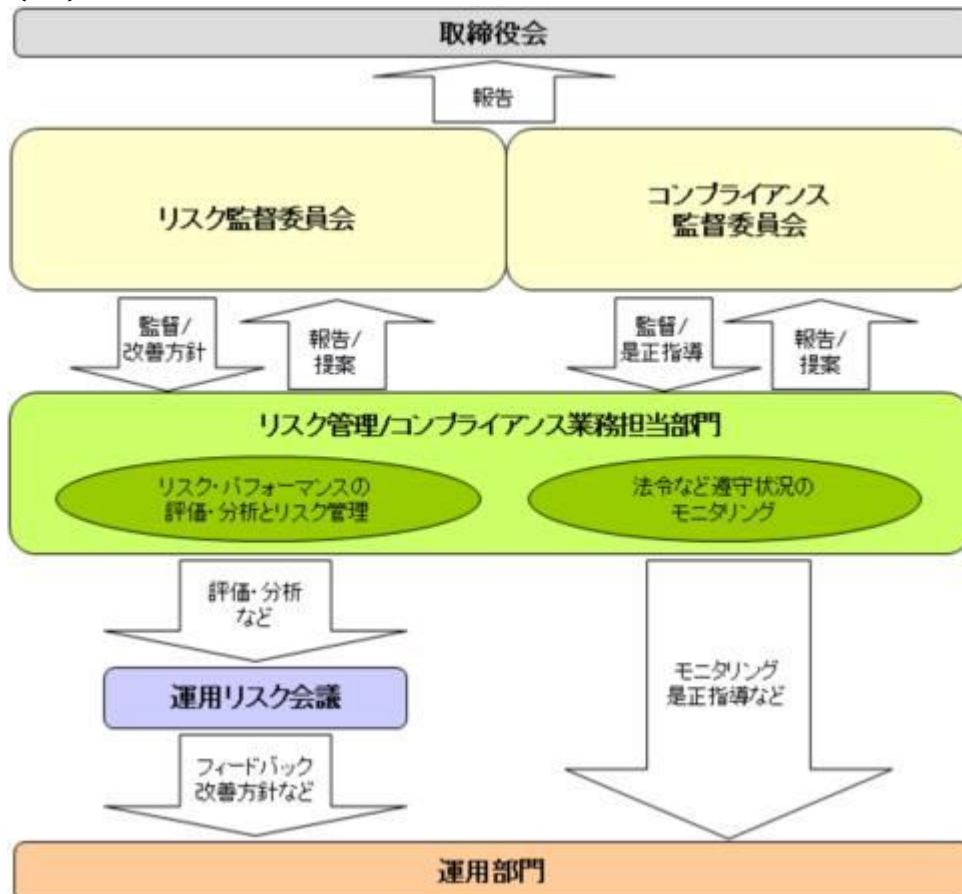 取締役会
報告
リスク監督委員会
コンプライアンス
監督委員会
監督/
改善方針
報告/
提案
監督/
是正指導
報告/
提案
リスク管理/コンプライアンス業務担当部門
リスク・パフォーマンスの
評価・分析とリスク管理
法令など遵守状況の
モニタリング
評価・分析
など
運用リスク会議
モニタリング
是正指導など
フィードバック
改善方針など
運用部門